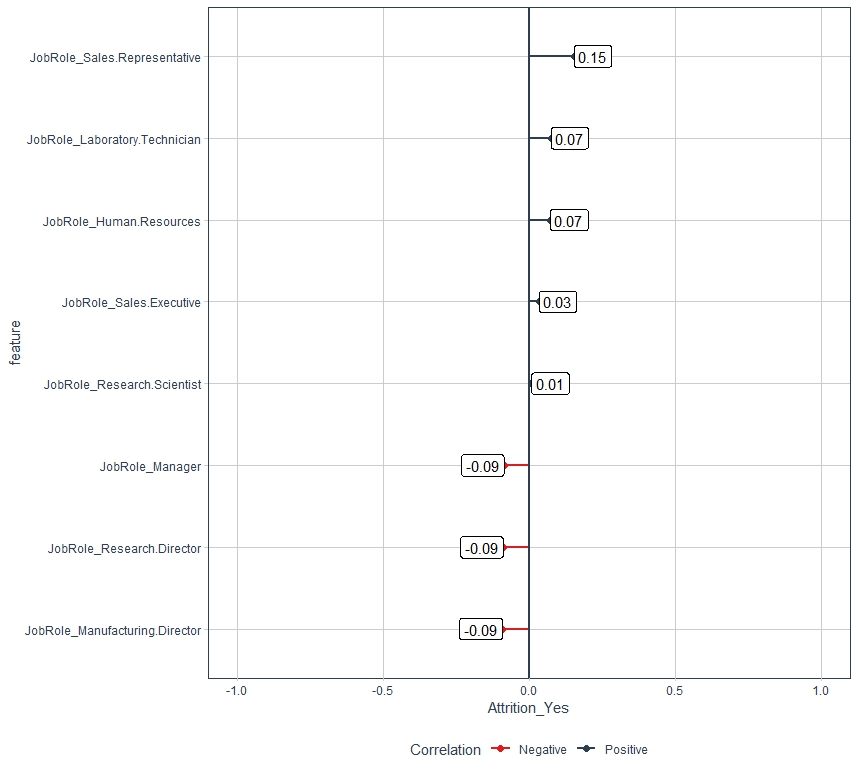 JobRole_Sales.Representative
0.15
JobRole_Laboratory.Technician
0.07
JobRole_Human.Resources
0.07
JobRole_Sales.Executive
0.03
feature
JobRole_Research.Scientist
0.01
JobRole_Manager
-0.09
JobRole_Research.Director
-0.09
JobRole_Manufacturing.Director
-0.09
-1.0 -0.5 0.0 0.5 1.0
Attrition_Yes
Correlation Negative Positive